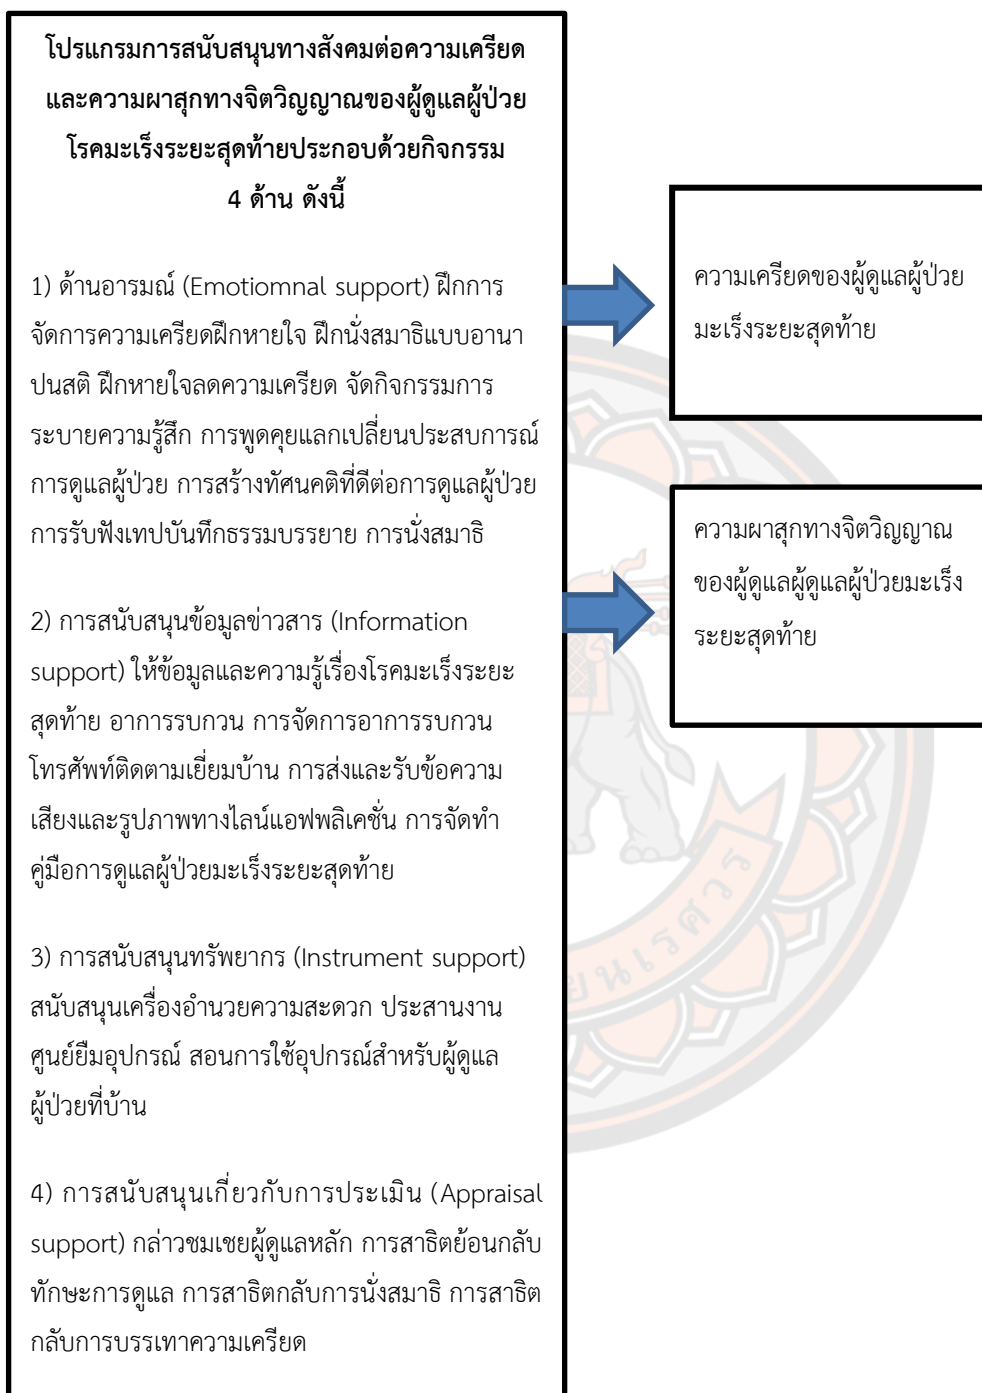 โปรแกรมการสนับสนุนทางสังคมต่อความเครียด
และความผาสุกทางจิตวิญญาณของผู้ดูแลผู้ป่วย
โรคมะเร็งระยะสุดท้ายประกอบด้วยกิจกรรม
4 ด้าน ดังนี้
1) ด้านอารมณ์ (Emotiomnal support) ฝึกการ
จัดการความเครียดฝึกหายใจ ฝึกนั่งสมาธิแบบอานา
ปนสติ ฝึกหายใจลดความเครียด จัดกิจกรรมการ
ระบายความรู้สึก การพูดคุยแลกเปลี่ยนประสบการณ์
การดูแลผู้ป่วย การสร้างทัศนคติที่ดีต่อการดูแลผู้ป่วย
การรับฟังเทปบันทึกธรรมบรรยาย การนั่งสมาธิ
2) การสนับสนุนข้อมูลข่าวสาร (Information
support) ให้ข้อมูลและความรู้เรื่องโรคมะเร็งระยะ
สุดท้าย อาการรบกวน การจัดการอาการรบกวน
โทรศัพท์ติดตามเยี่ยมบ้าน การส่งและรับข้อความ
เสียงและรูปภาพทางไลน์แอฟพลิเคชั่น การจัดทำ
คู่มือการดูแลผู้ป่วยมะเร็งระยะสุดท้าย
3) การสนับสนุนทรัพยากร (Instrument support)
สนับสนุนเครื่องอำนวยความสะดวก ประสานงาน
ศูนย์ยืมอุปกรณ์ สอนการใช้อุปกรณ์สำหรับผู้ดูแล
ผู้ป่วยที่บ้าน
4) การสนับสนุนเกี่ยวกับการประเมิน (Appraisal
support) กล่าวชมเชยผู้ดูแลหลัก การสาธิตย้อนกลับ
ทักษะการดูแล การสาธิตกลับการนั่งสมาธิ การสาธิต
กลับการบรรเทาความเครียด
ความเครียดของผู้ดูแลผู้ป่วย
มะเร็งระยะสุดท้าย
ความผาสุกทางจิตวิญญาณ
ของผู้ดูแลผู้ดูแลผู้ป่วยมะเร็ง
ระยะสุดท้าย
ยนเรศวร